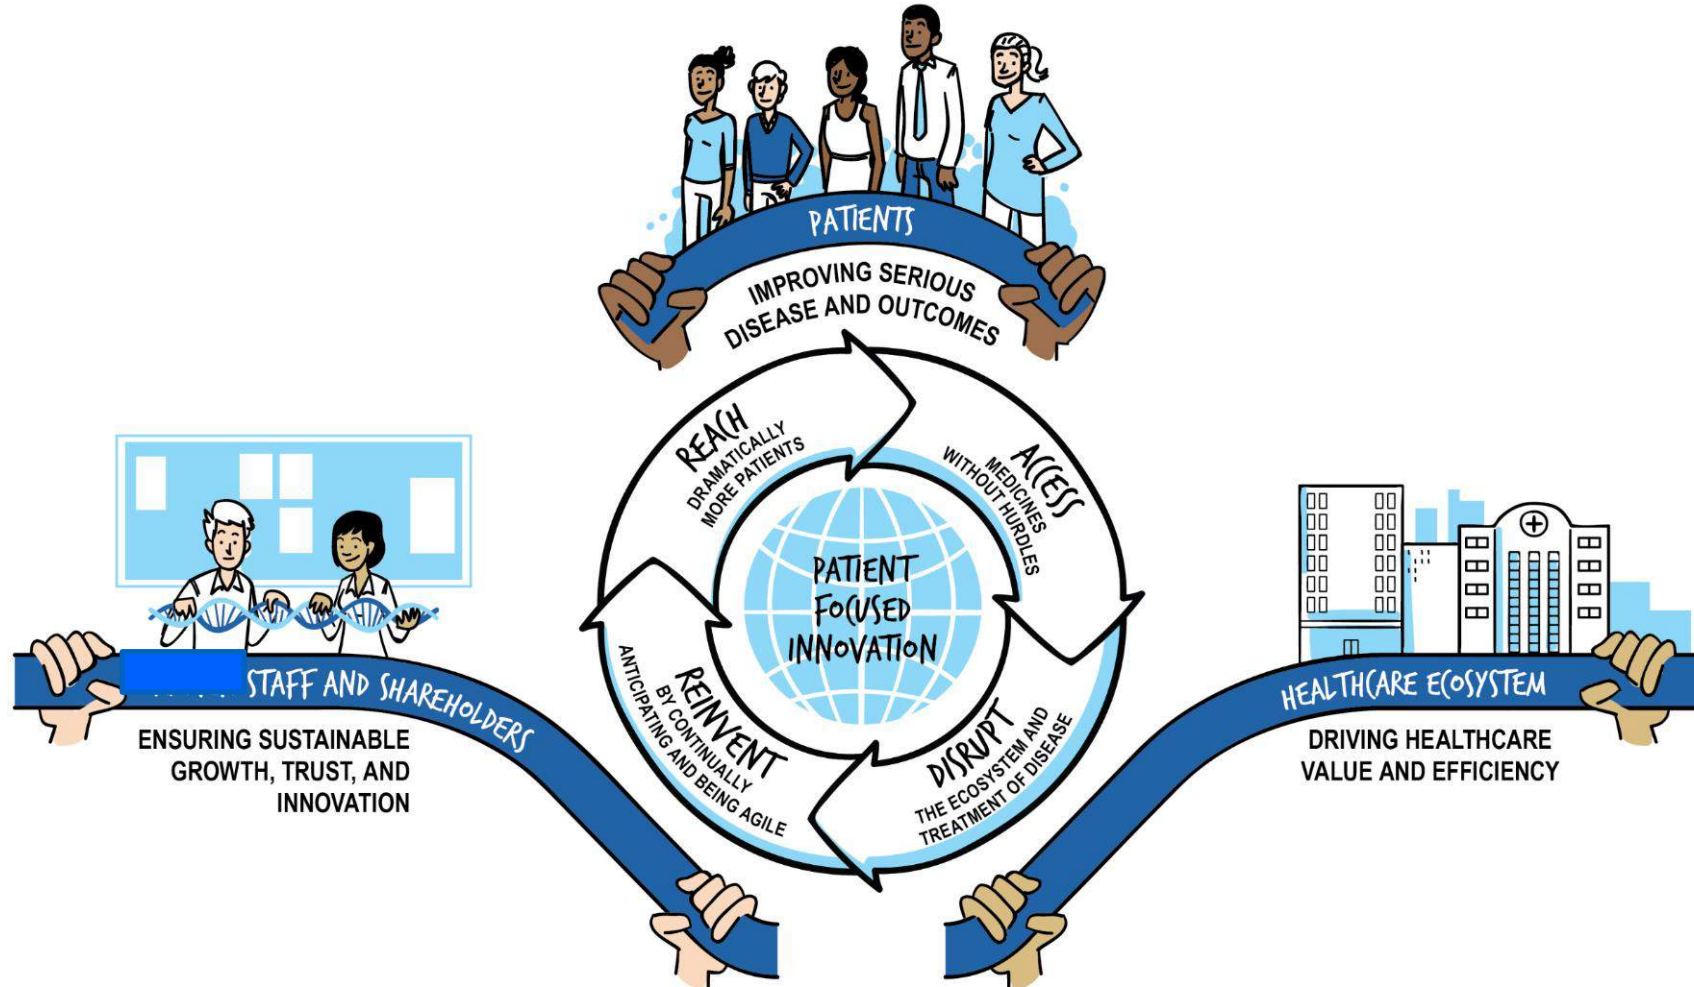 PATIENTS
IMPROVING SERIOUS
DISEASE AND OUTCOMES
REACH
DRAMATICALLY
MORE PATIENTS
ACCESS
MEDICINES
WITHOUT HURDLES
PATIENT
FOCUSED
INNOVATION
REINVENT
BY CONTINUALLY
ANTICIPATING AND BEING AGILE
DISRUPT
THE ECOSYSTEM AND
TREATMENT OF DISEASE
STAFF AND SHAREHOLDERS
ENSURING SUSTAINABLE
GROWTH, TRUST, AND
INNOVATION
HEALTHCARE ECOSYSTEM
DRIVING HEALTHCARE
VALUE AND EFFICIENCY